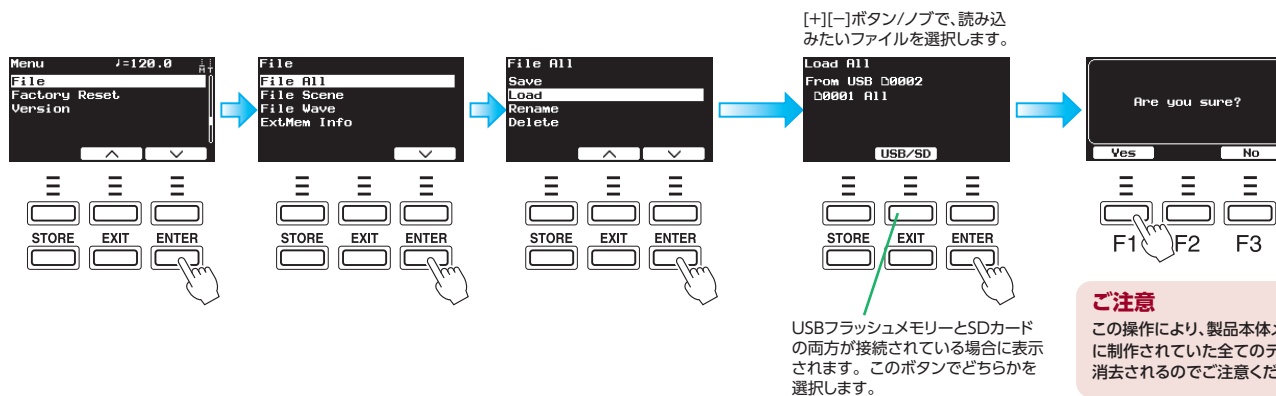 [+][−]ボタン/ノブで、読み込
みたいファイルを選択します。
Menu ♩=120.0
File
Factory Reset
Version
File
File All
File Scene
File Wave
ExtMem Info
File All
Save
Load
Rename
Delete
Load All
From USB 0002
0001 All
USB/SD
Are you sure?
Yes No
STORE EXIT ENTER
STORE EXIT ENTER
STORE EXIT ENTER
STORE EXIT ENTER
F1 F2 F3
USBフラッシュメモリーとSDカード
の両方が接続されている場合に表示
されます。このボタンでどちらかを
選択します。
ご注意
この操作により、製品本体
に制作されていた全ての
消去されるのでご注意